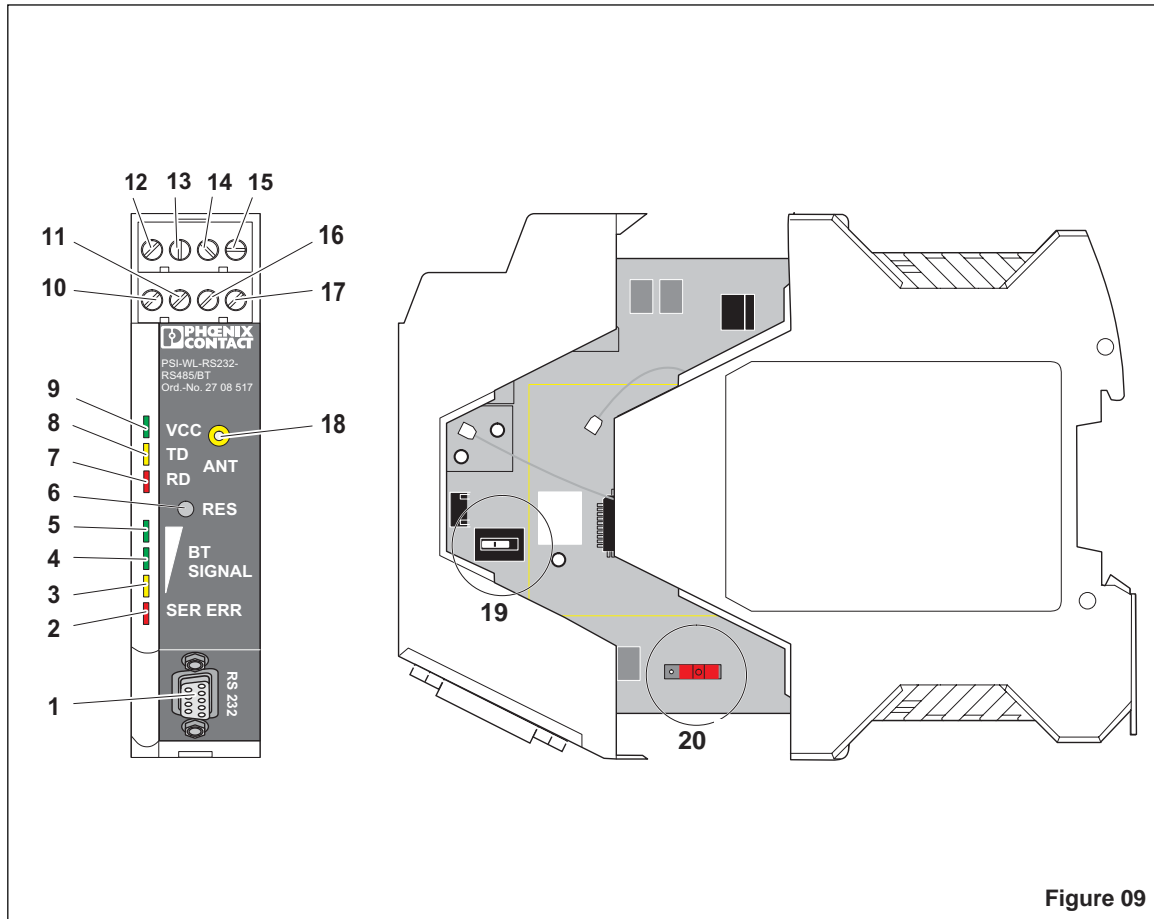 12 13 14 15
11 16
10 17
PHŒNIX
CONTACT
PSI-WL-RS232-
RS485/BT
Ord.-No. 27 08 517
9 VCC
8 TD 18
7 RD ANT
6 RES
5
4 BT
SIGNAL
3
2 SER ERR
1 RS 232
19
20
Figure 09